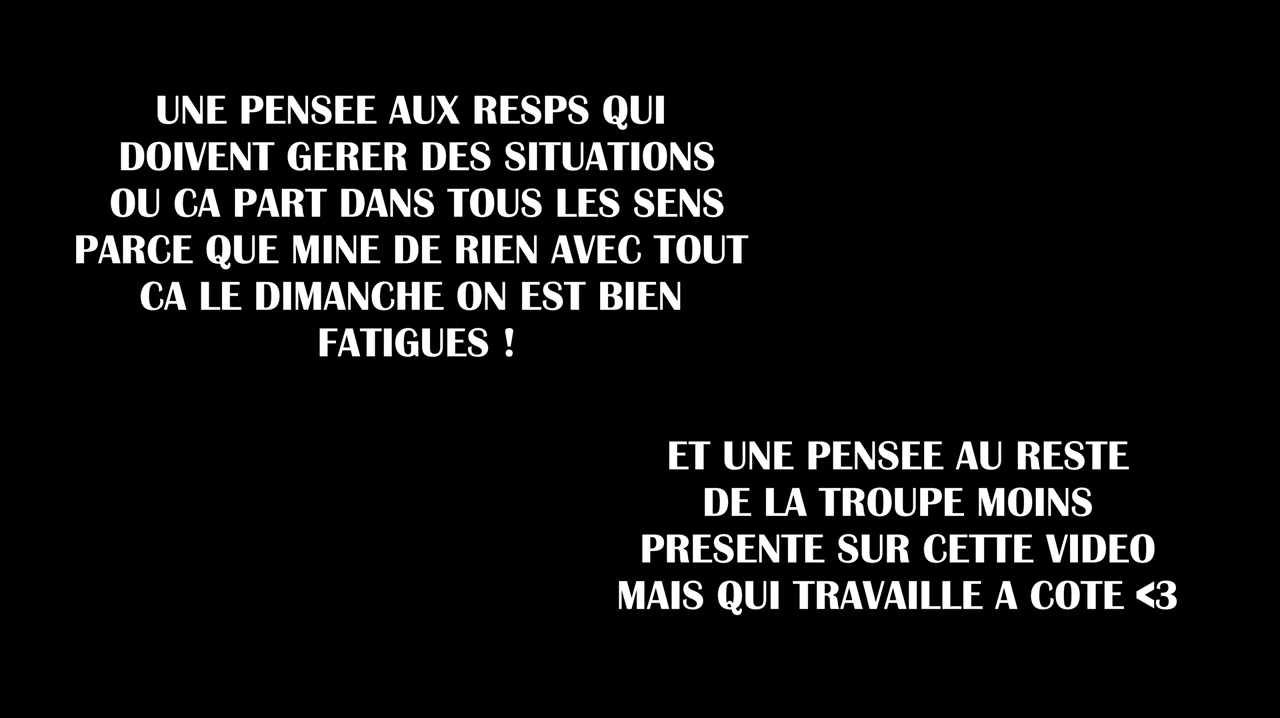 UNE PENSEE AUX RESPS QUI
DOIVENT GERER DES SITUATIONS
OU CA PART DANS TOUS LES SENS
PARCE QUE MINE DE RIEN AVEC TOUT
CA LE DIMANCHE ON EST BIEN
FATIGUES !
ET UNE PENSEE AU RESTE
DE LA TROUPE MOINS
PRESENTE SUR CETTE VIDEO
MAIS QUI TRAVAILLE A COTE <3